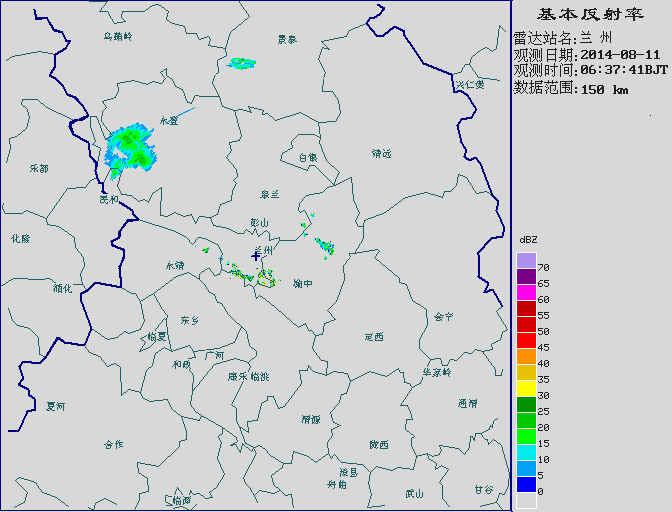 基本反射率
雷达站名:兰 州
观测日期:2014-08-11
观测时间:06:37:41BJT
数据范围:150 km
乌鞘岭
景泰
兴仁堡
永登
白银
靖远
乐都
民和
皋兰
彭山
化隆
兰州
永靖
榆中
循化
东乡
会宁
临夏
定西
广河
和政
康乐
临洮
华家岭
夏河
渭源
通渭
合作
陇西
漳县
岷山
武山
甘谷
临潭
dBZ
70
65
60
55
50
45
40
35
30
25
20
15
10
5
0